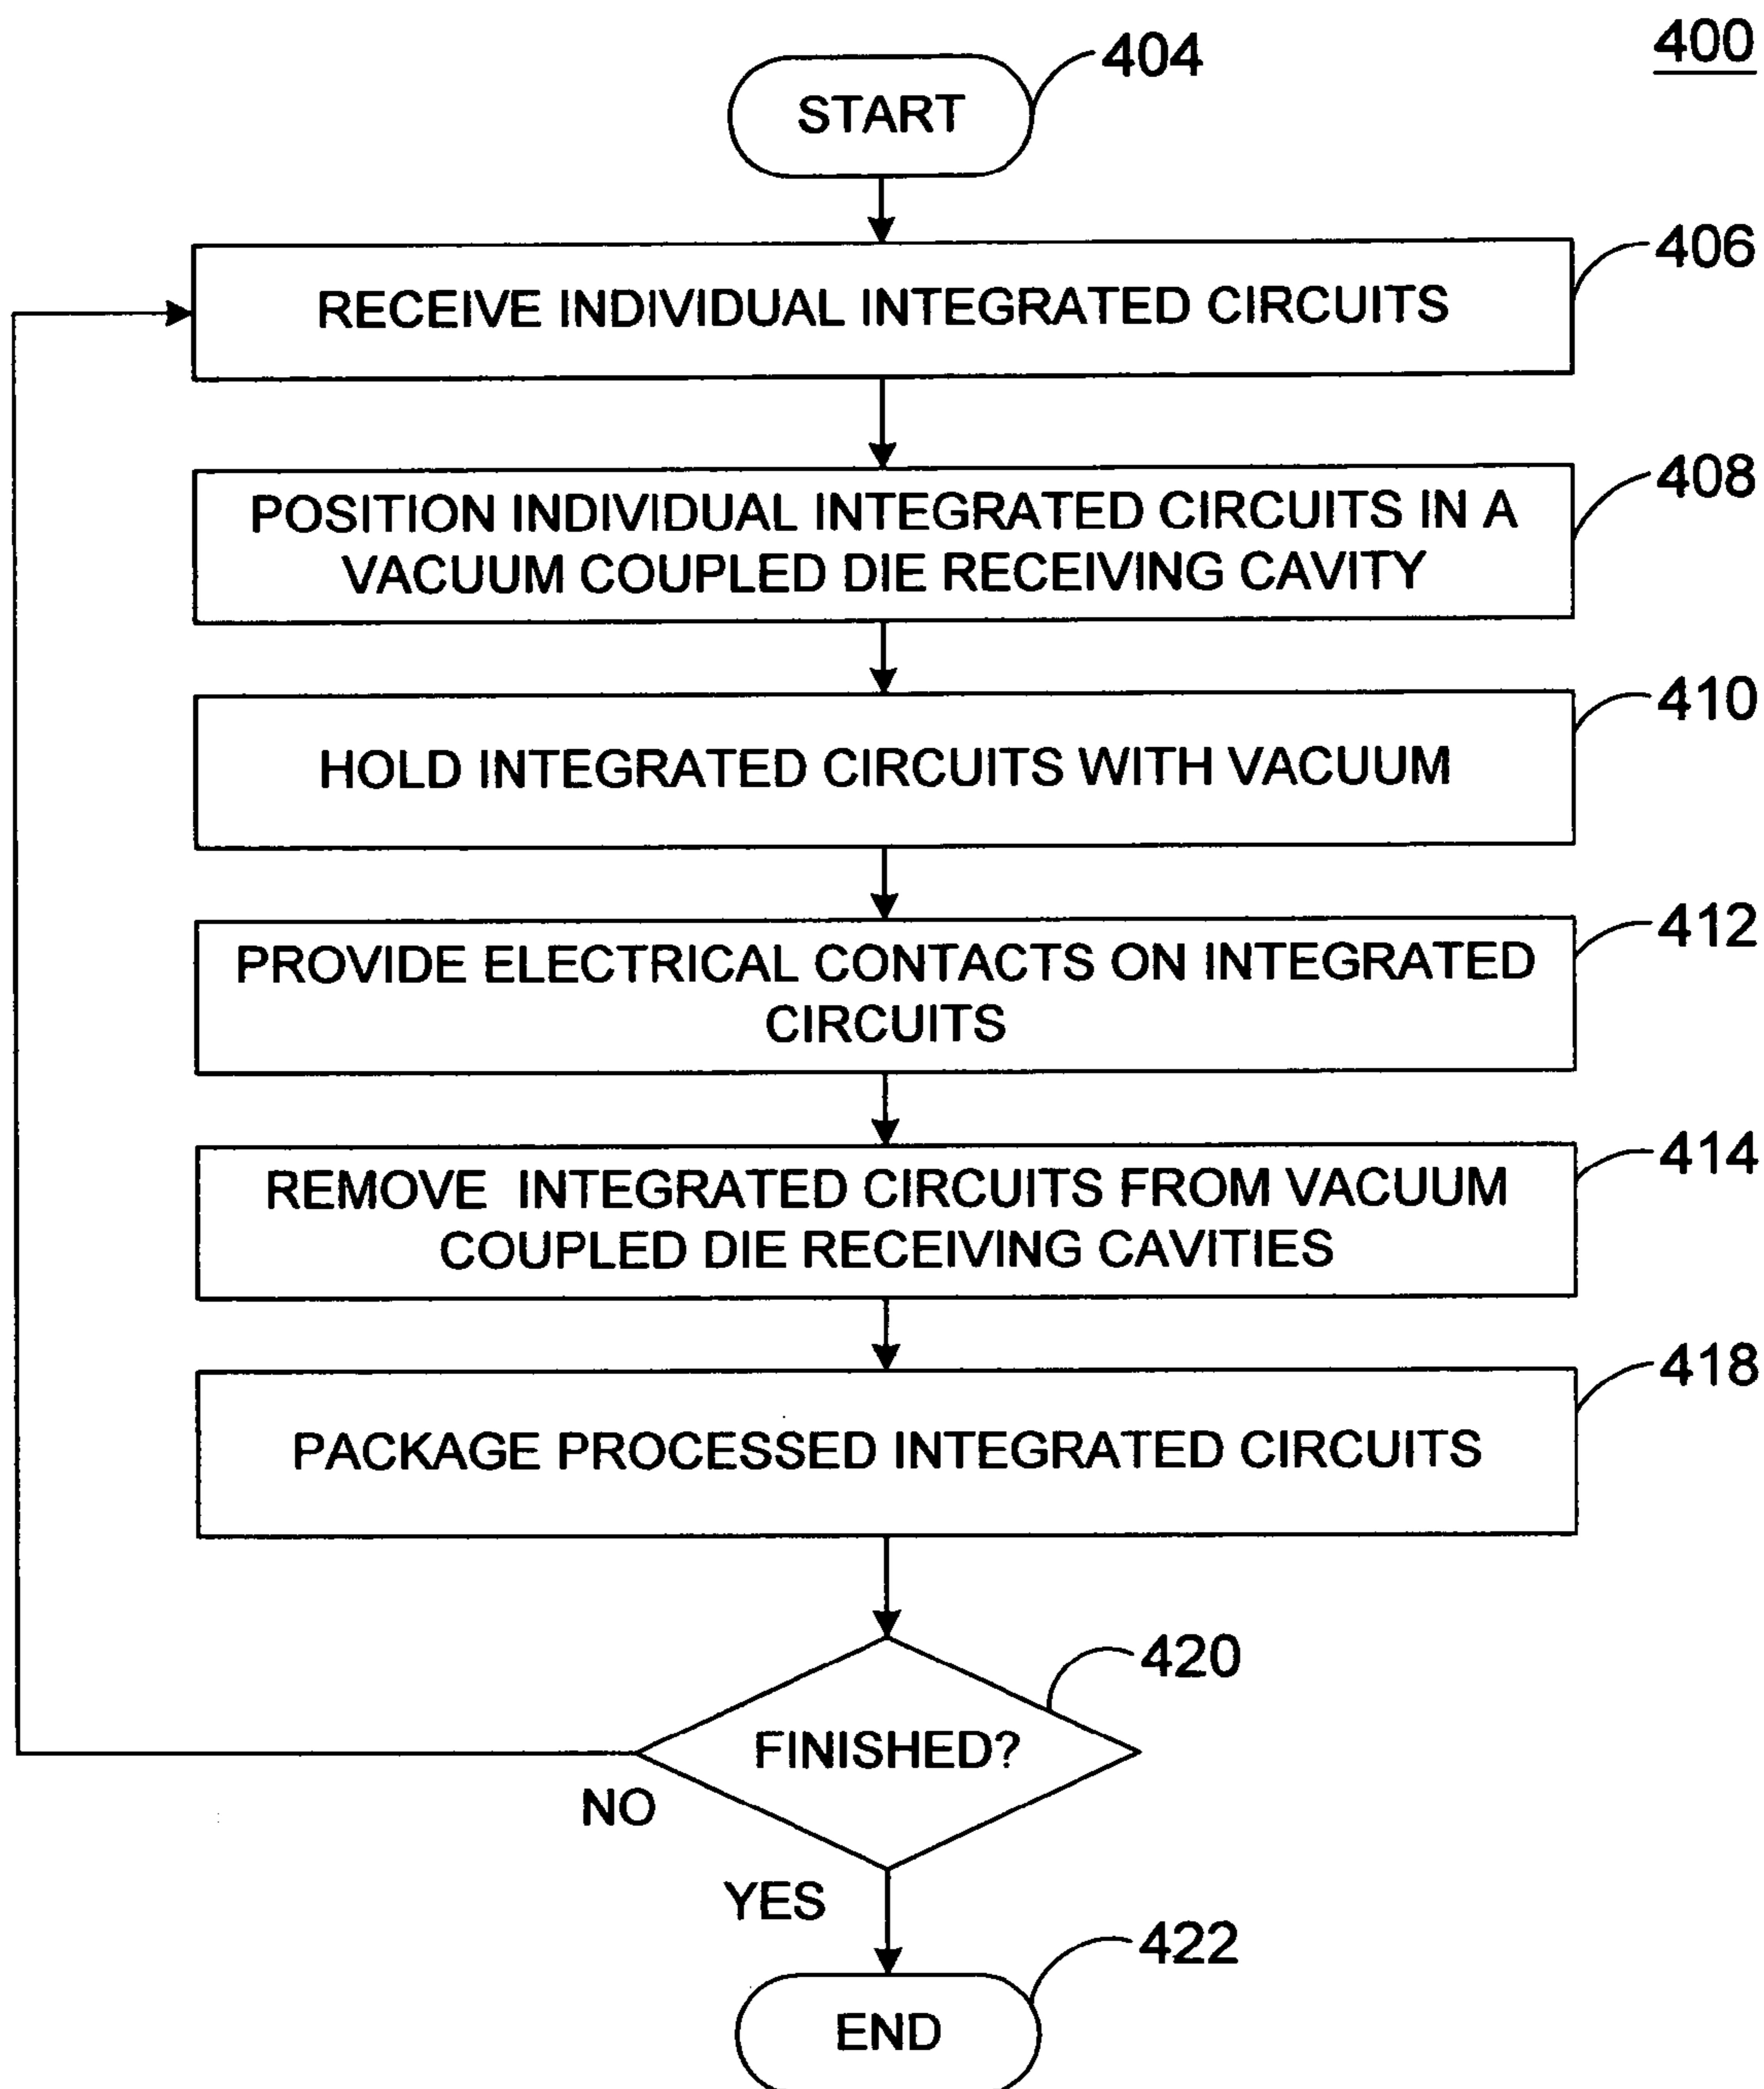 400
404
START
406
RECEIVE INDIVIDUAL INTEGRATED CIRCUITS
408
POSITION INDIVIDUAL INTEGRATED CIRCUITS IN A
VACUUM COUPLED DIE RECEIVING CAVITY
410
HOLD INTEGRATED CIRCUITS WITH VACUUM
412
PROVIDE ELECTRICAL CONTACTS ON INTEGRATED
CIRCUITS
414
REMOVE INTEGRATED CIRCUITS FROM VACUUM
COUPLED DIE RECEIVING CAVITIES
418
PACKAGE PROCESSED INTEGRATED CIRCUITS
420
FINISHED?
NO
YES
422
END